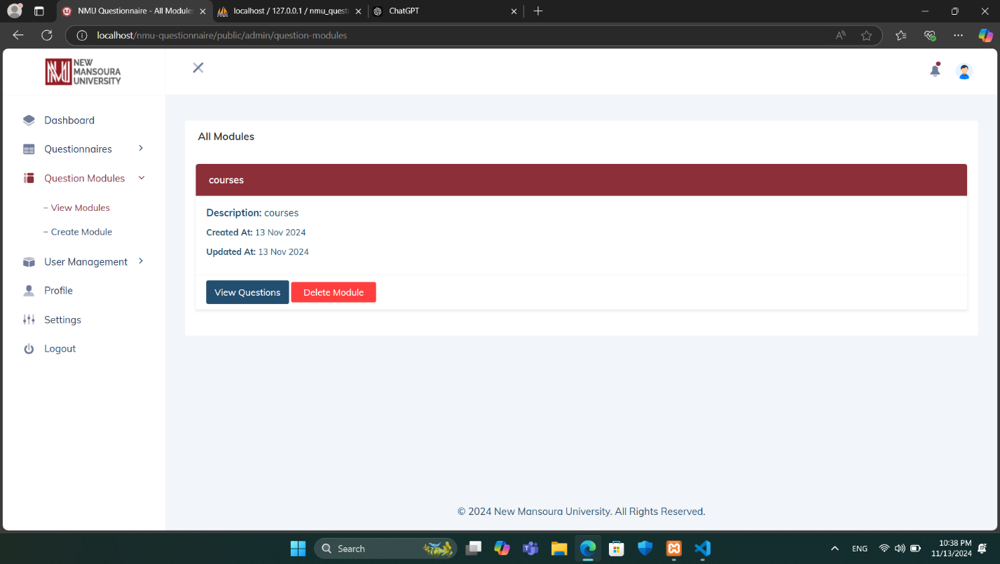 NMU Questionnaire - All Module
localhost / 127.0.0.1 / nmu_questi
ChatGPT
localhost/nmu-questionnaire/public/admin/question-modules
NEW
MANSOURA
UNIVERSITY
Dashboard
Questionnaires
Question Modules
– View Modules
– Create Module
User Management
Profile
Settings
Logout
All Modules
courses
Description: courses
Created At: 13 Nov 2024
Updated At: 13 Nov 2024
View Questions
Delete Module
© 2024 New Mansoura University. All Rights Reserved.
Search
ENG
10:38 PM
11/13/2024